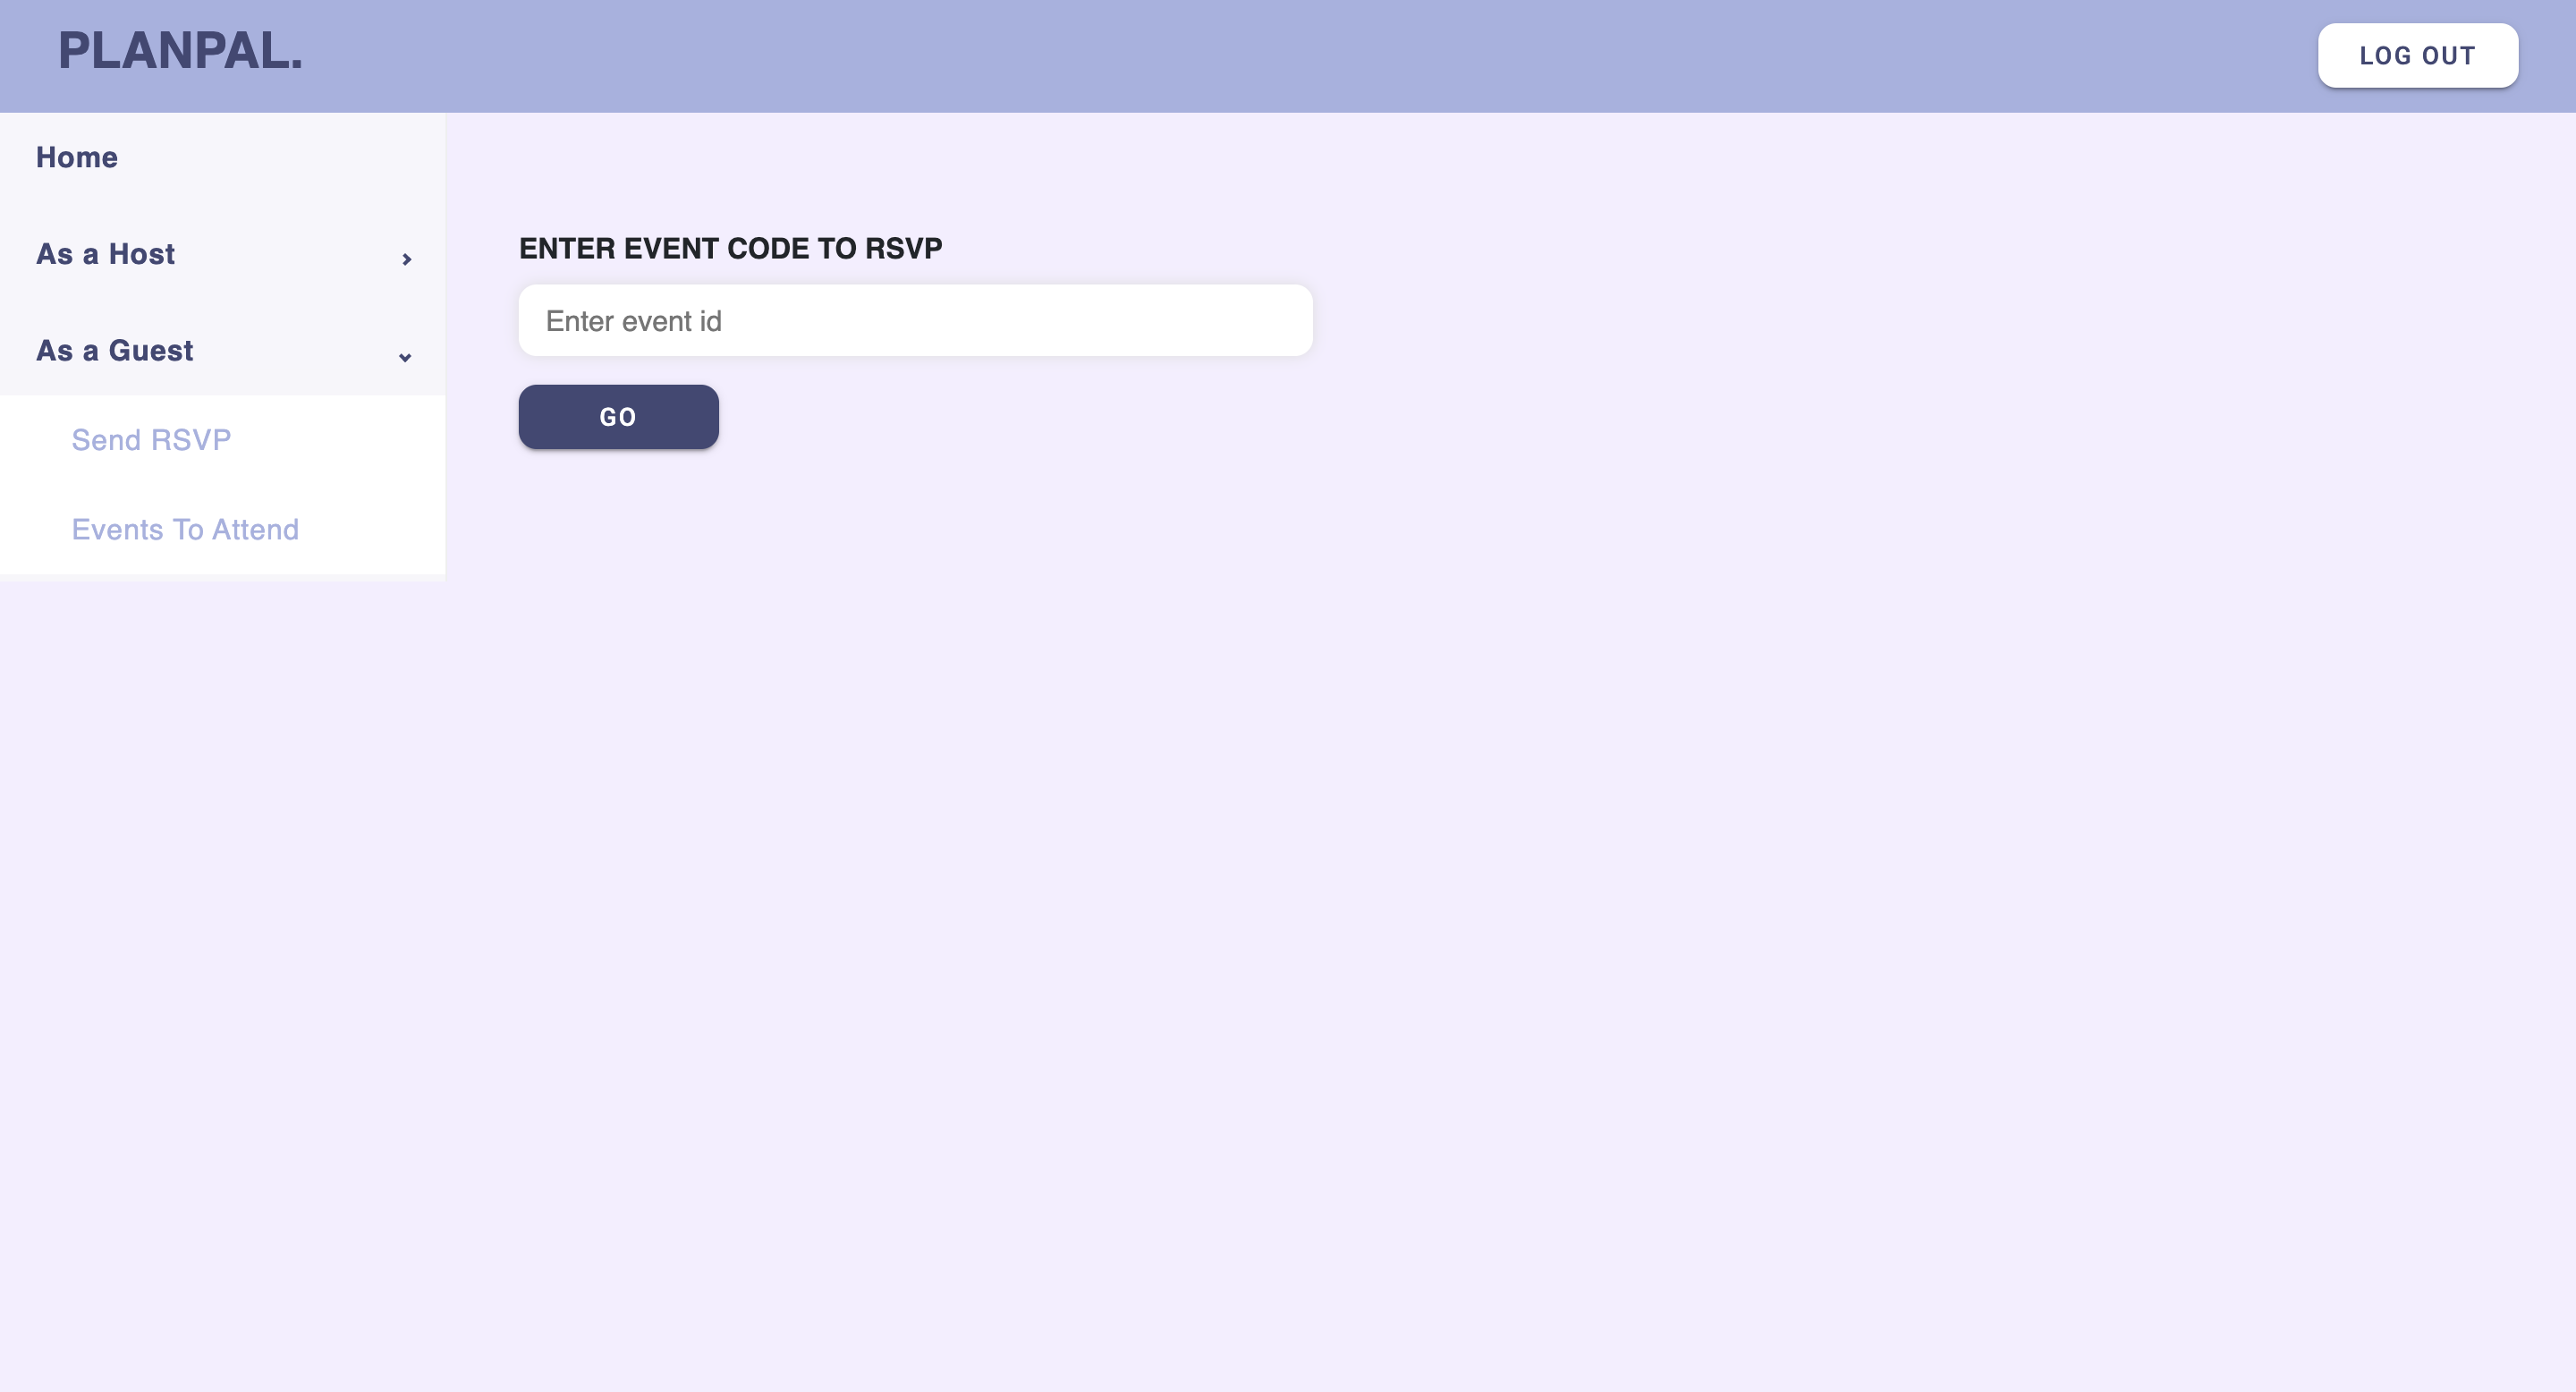 PLANPAL.
LOG OUT
Home
As a Host
As a Guest
Send RSVP
Events To Attend
ENTER EVENT CODE TO RSVP
Enter event id
GO